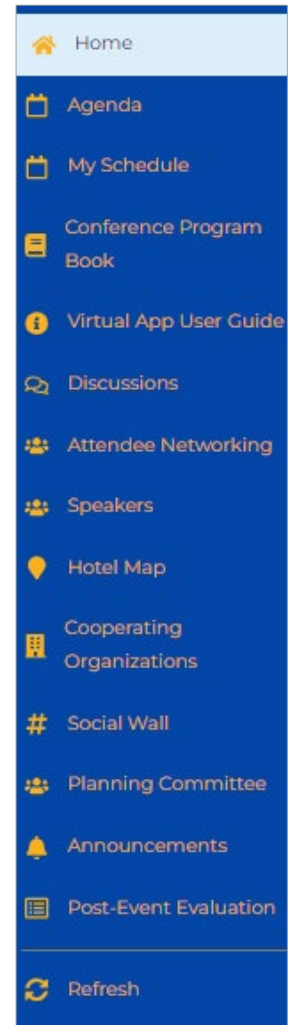 Home
Agenda
My Schedule
Conference Program
Book
Virtual App User Guide
Discussions
Attendee Networking
Speakers
Hotel Map
Cooperating
Organizations
# Social Wall
Planning Committee
Announcements
Post-Event Evaluation
Refresh